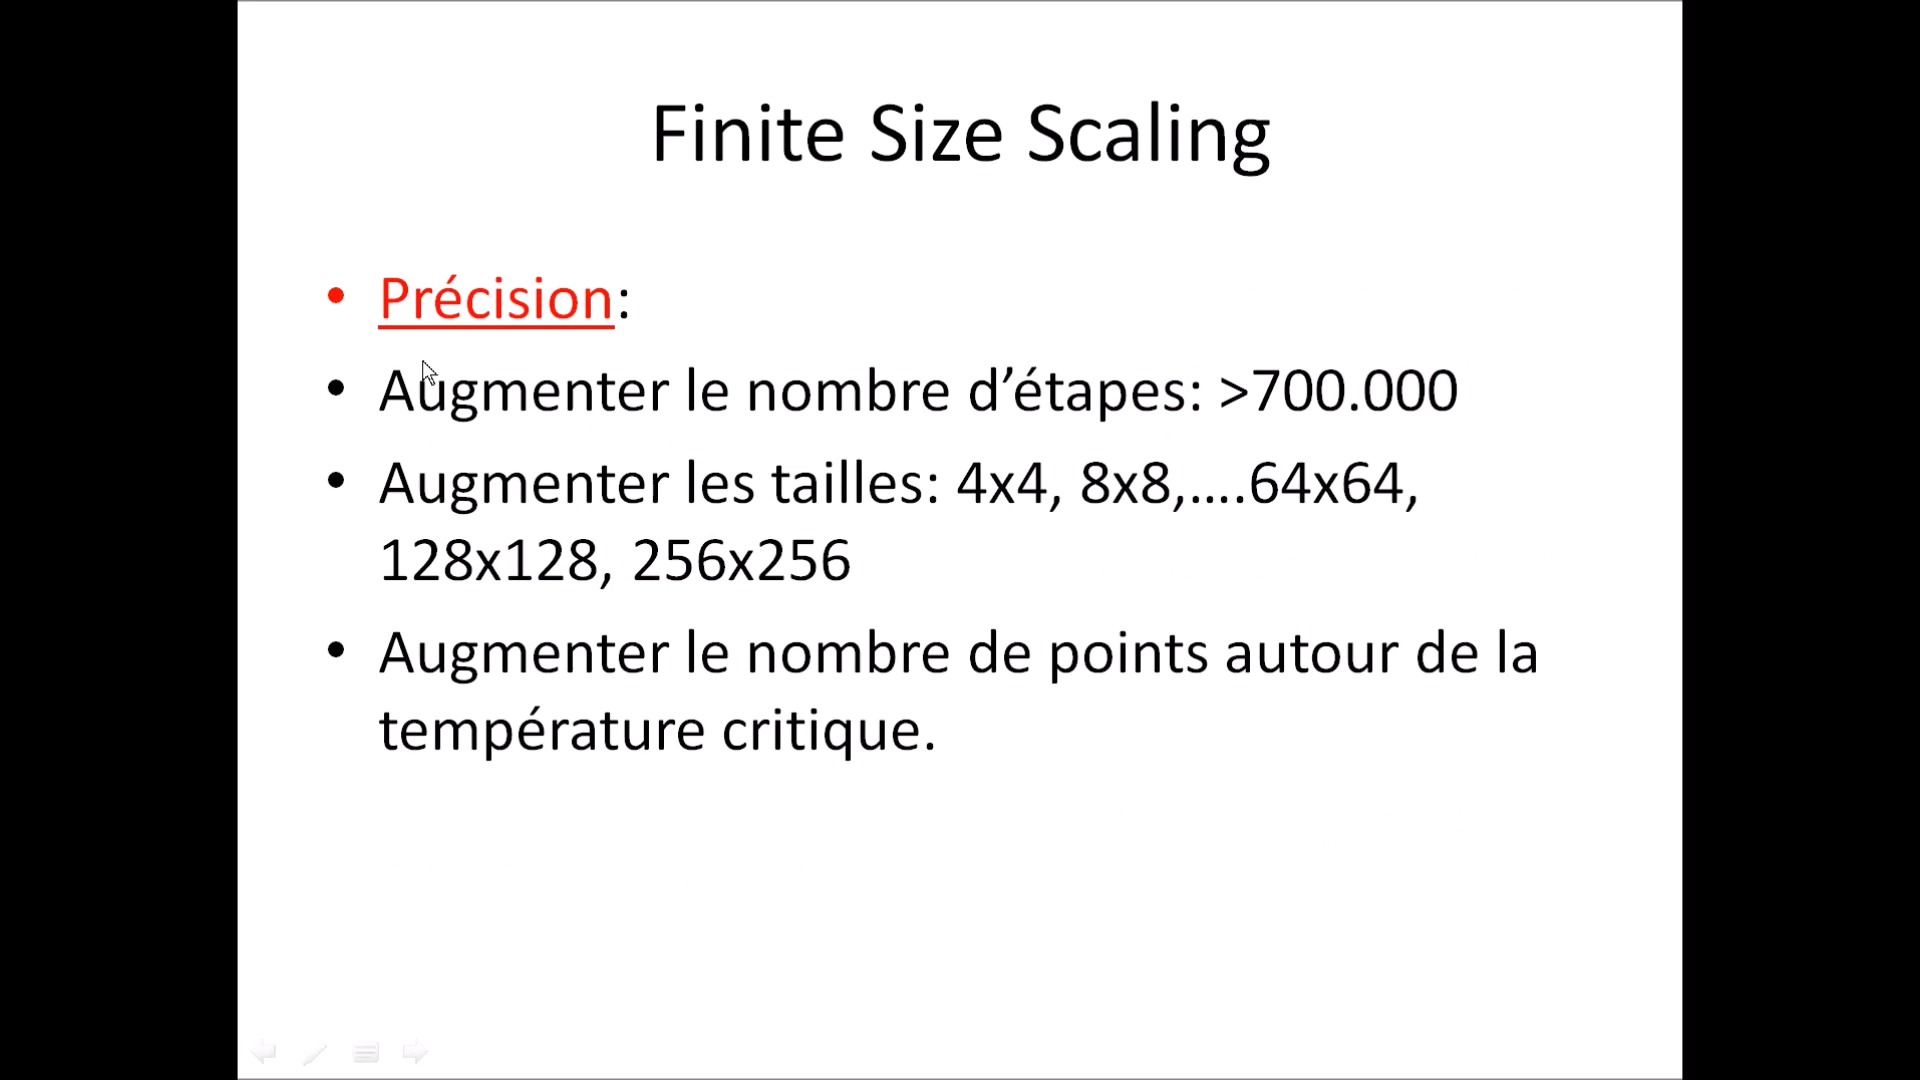 Finite Size Scaling
• Précision:
• Augmenter le nombre d’étapes: >700.000
• Augmenter les tailles: 4x4, 8x8,....64x64,
128x128, 256x256
• Augmenter le nombre de points autour de la
température critique.